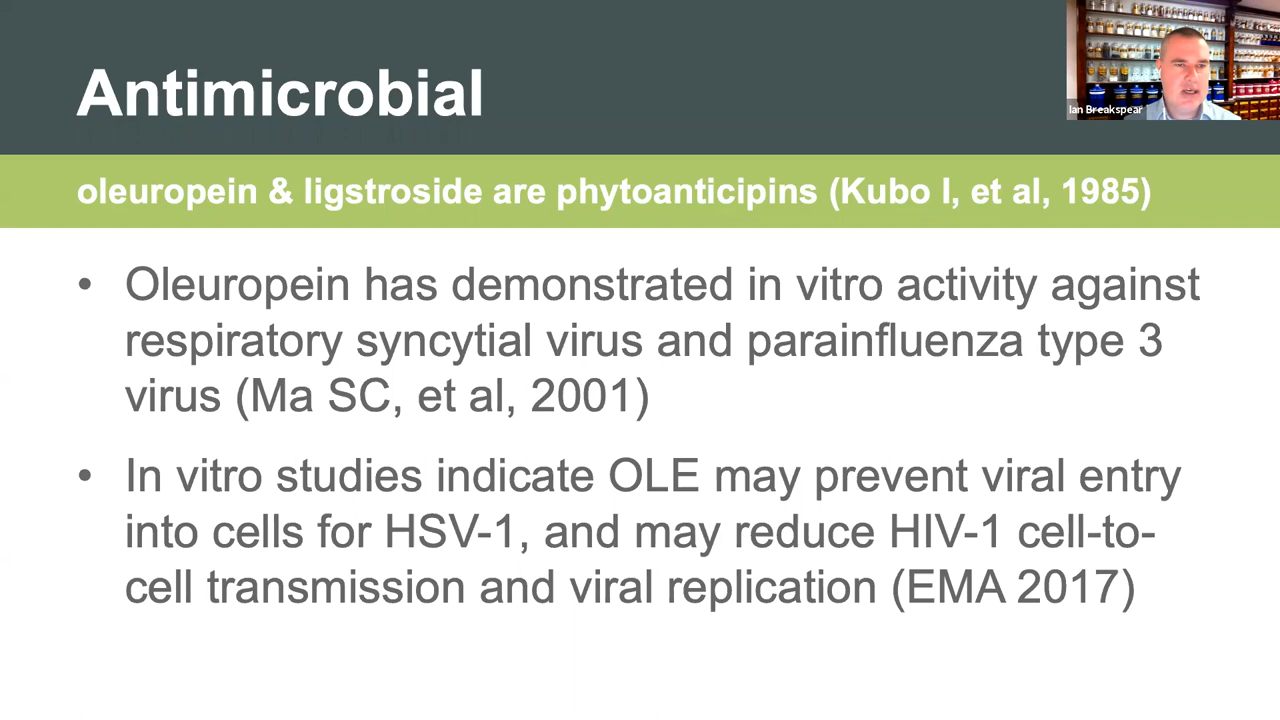 Antimicrobial
Ian Breakspear
oleuropein & ligstroside are phytoanticipins (Kubo I, et al, 1985)
• Oleuropein has demonstrated in vitro activity against
respiratory syncytial virus and parainfluenza type 3
virus (Ma SC, et al, 2001)
• In vitro studies indicate OLE may prevent viral entry
into cells for HSV-1, and may reduce HIV-1 cell-to-
cell transmission and viral replication (EMA 2017)